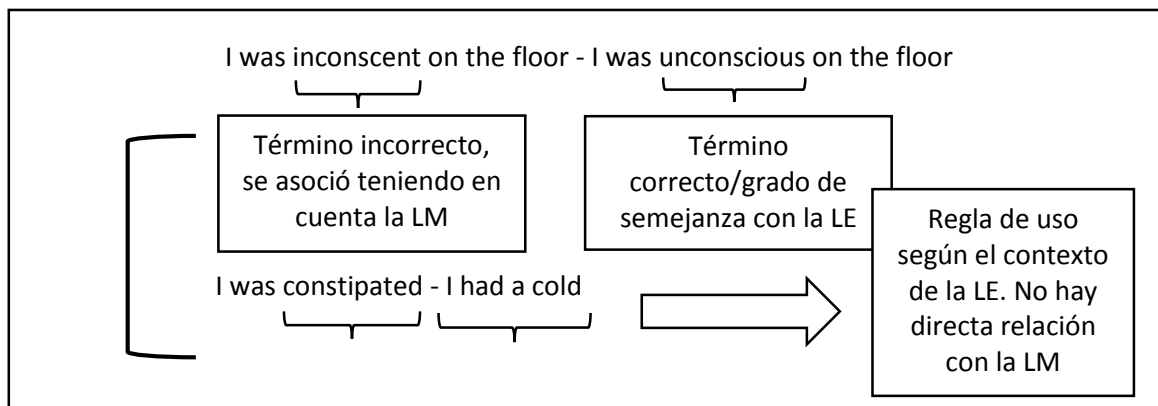 I was inconscent on the floor - I was unconscious on the floor
Término incorrecto,
se asoció teniendo en
cuenta la LM
Término
correcto/grado de
semejanza con la LE
I was constipated - I had a cold
Regla de uso
según el contexto
de la LE. No hay
directa relación
con la LM